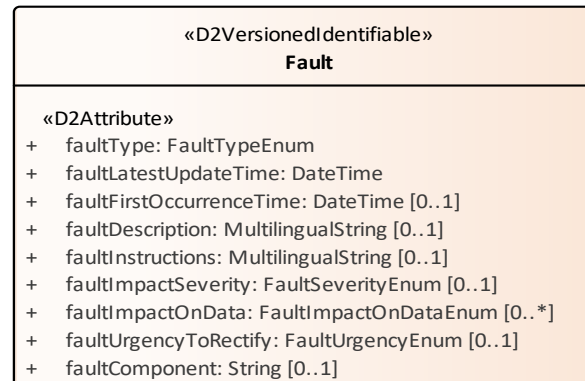 «D2VersionedIdentifiable»
Fault
«D2Attribute»
+ faultType: FaultTypeEnum
+ faultLatestUpdateTime: DateTime
+ faultFirstOccurrenceTime: DateTime [0..1]
+ faultDescription: MultilingualString [0..1]
+ faultInstructions: MultilingualString [0..1]
+ faultImpactSeverity: FaultSeverityEnum [0..1]
+ faultImpactOnData: FaultImpactOnDataEnum [0..*]
+ faultUrgencyToRectify: FaultUrgencyEnum [0..1]
+ faultComponent: String [0..1]